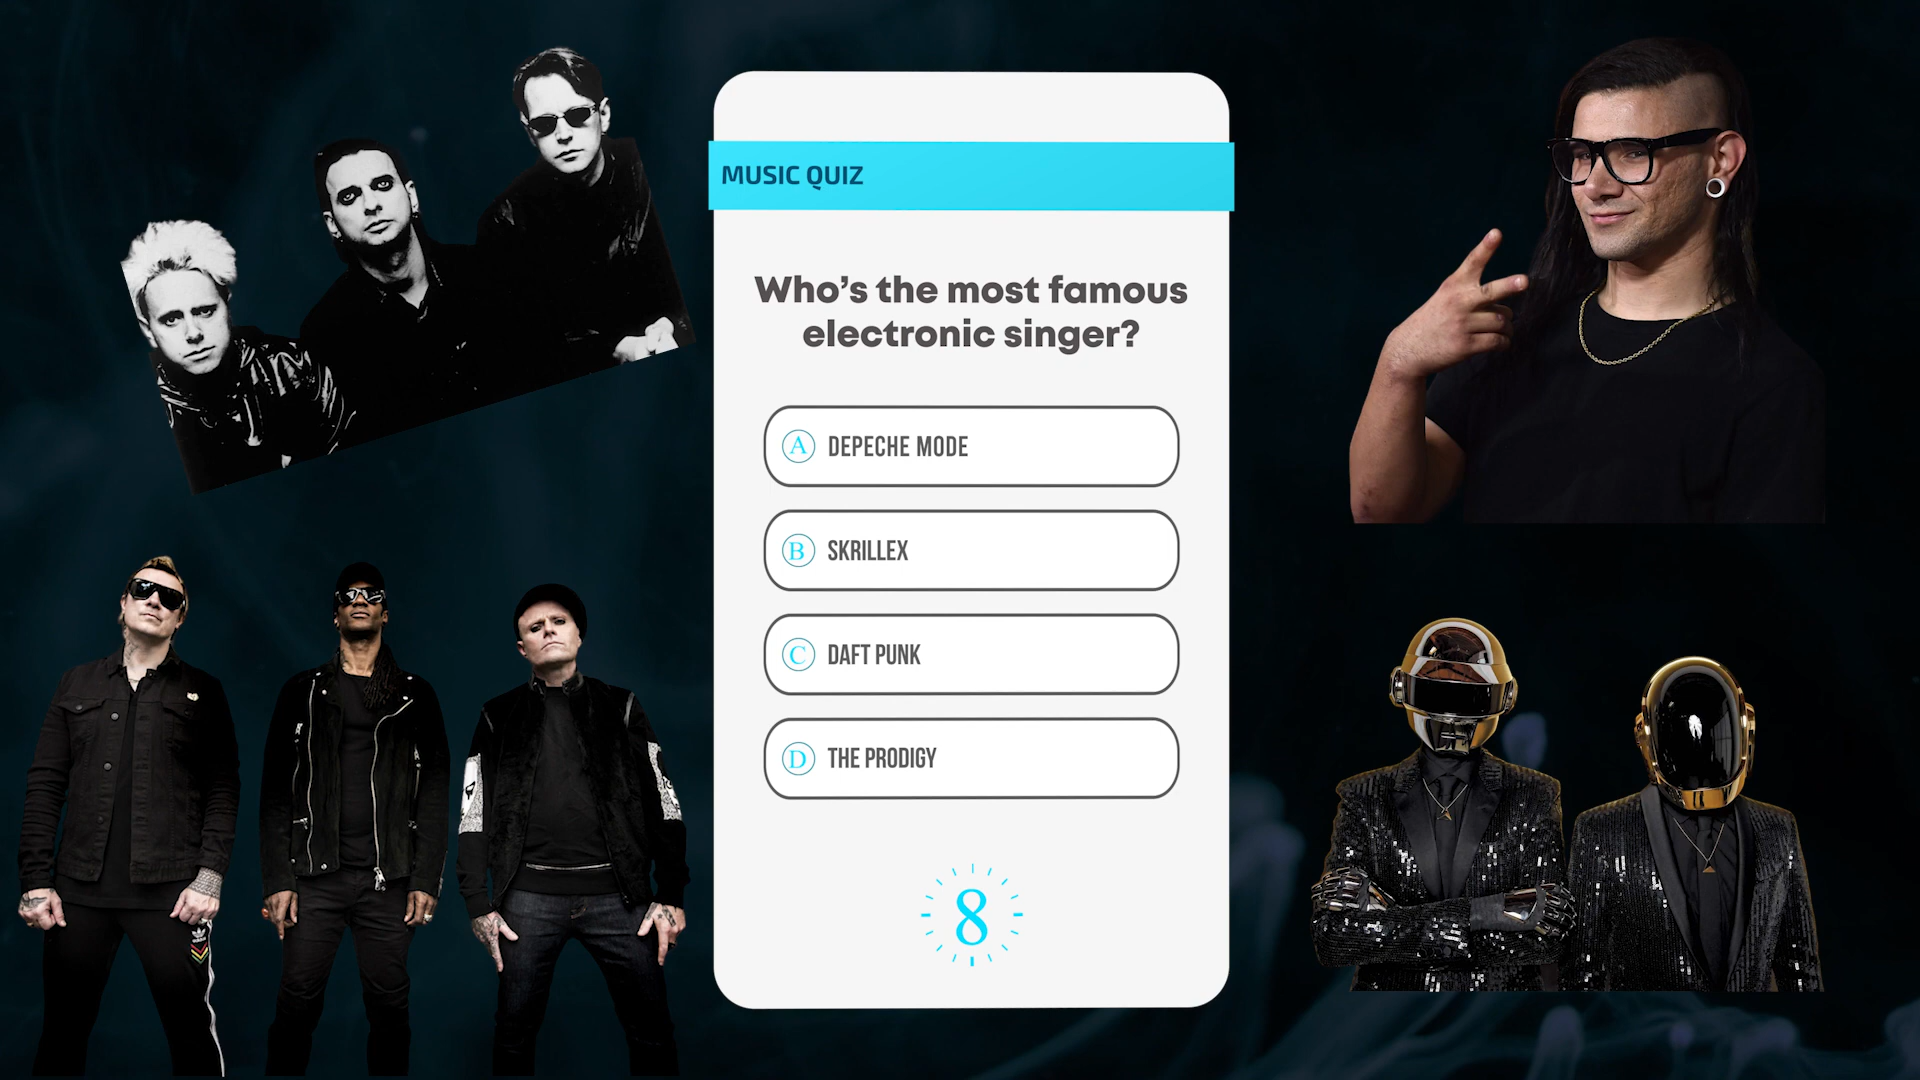 MUSIC QUIZ
Who's the most famous
electronic singer?
A DEPECHE MODE
B SKRILLEX
C DAFT PUNK
D THE PRODIGY
8